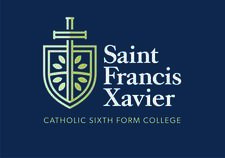 Saint
Francis
Xavier
CATHOLIC SIXTH FORM COLLEGE